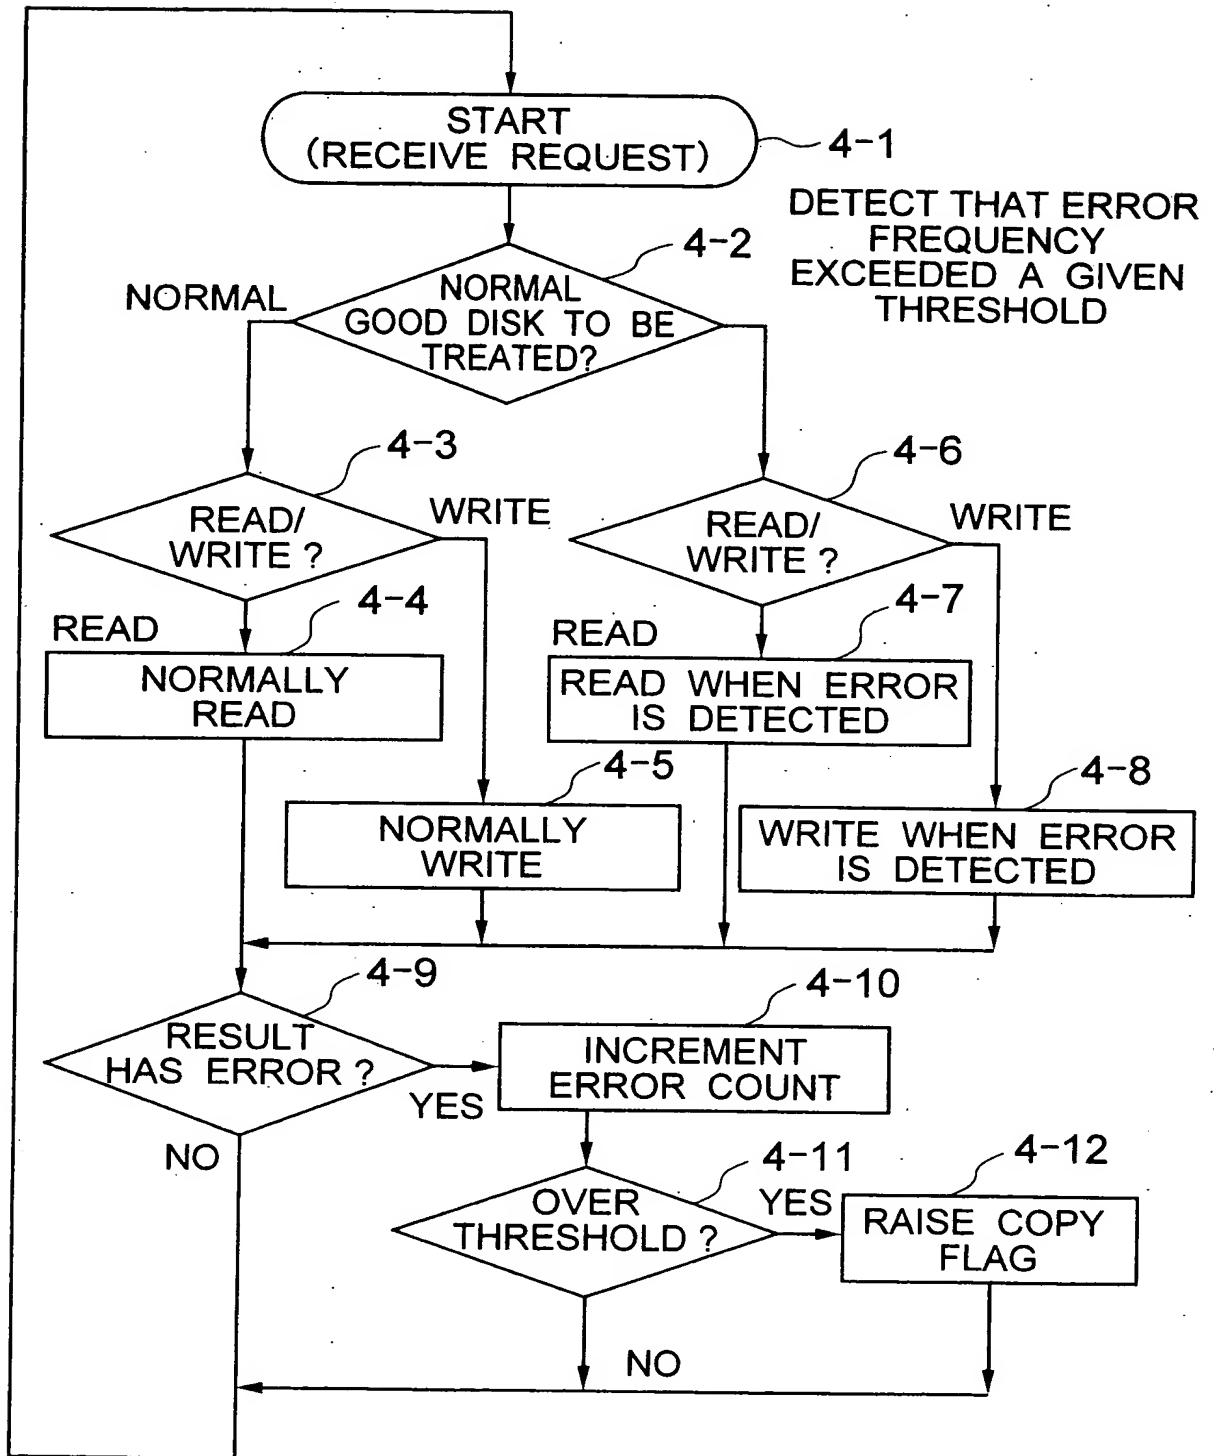 START
(RECEIVE REQUEST)
4-1
DETECT THAT ERROR
FREQUENCY
EXCEEDED A GIVEN
THRESHOLD
4-2
NORMAL
NORMAL
GOOD DISK TO BE
TREATED?
4-3
READ/
WRITE ?
WRITE
4-6
READ/
WRITE ?
WRITE
READ
4-4
NORMALLY
READ
READ
4-7
READ WHEN ERROR
IS DETECTED
4-5
NORMALLY
WRITE
4-8
WRITE WHEN ERROR
IS DETECTED
4-9
RESULT
HAS ERROR ?
YES
NO
4-10
INCREMENT
ERROR COUNT
4-11
OVER
THRESHOLD ?
YES
NO
4-12
RAISE COPY
FLAG